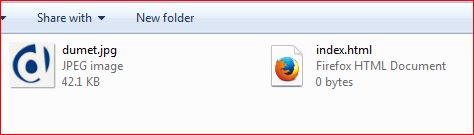 Share with
New folder
dumet.jpg
JPEG image
42.1 KB
index.html
Firefox HTML Document
0 bytes